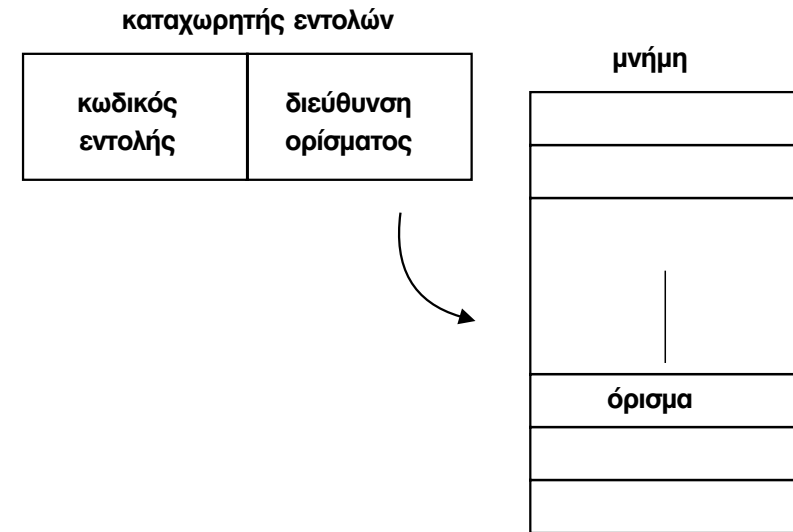 καταχωρητής εντολών
μνήμη
κωδικός
εντολής
διεύθυνση
ορίσματος
όρισμα